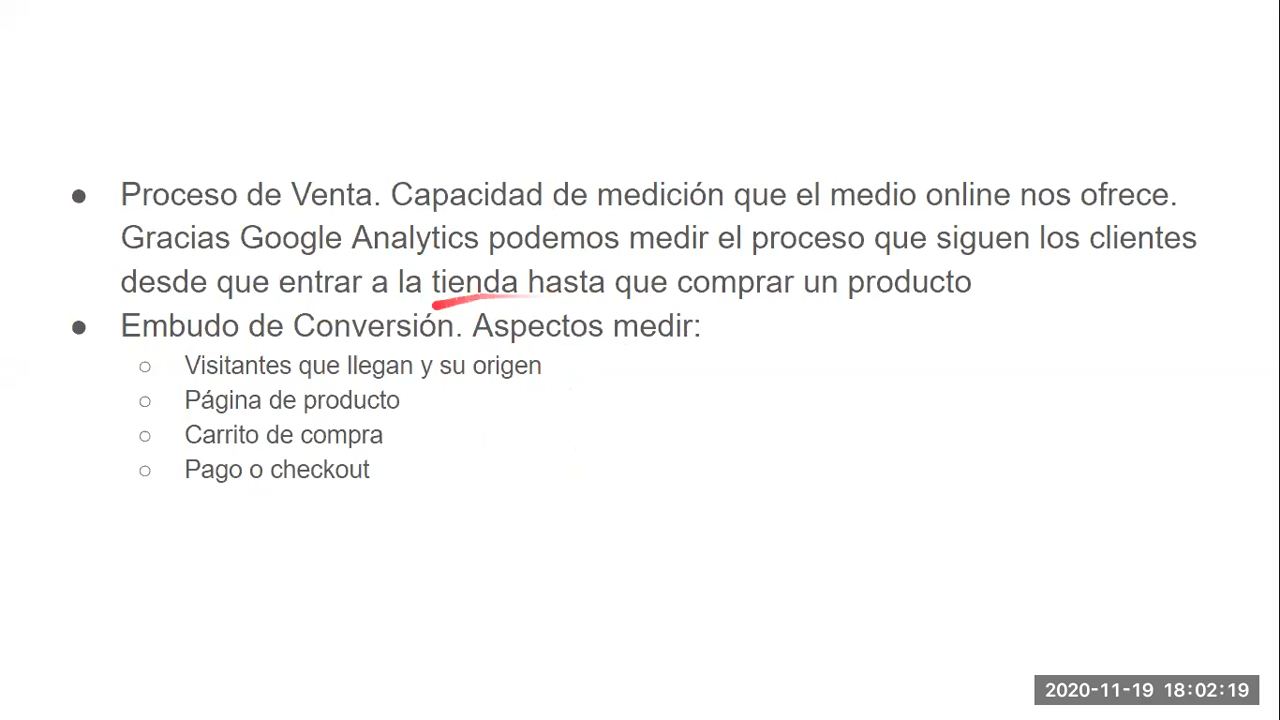 ● Proceso de Venta. Capacidad de medición que el medio online nos ofrece.
Gracias Google Analytics podemos medir el proceso que siguen los clientes
desde que entrar a la tienda hasta que comprar un producto
● Embudo de Conversión. Aspectos medir:
○ Visitantes que llegan y su origen
○ Página de producto
○ Carrito de compra
○ Pago o checkout
2020-11-19 18:02:19